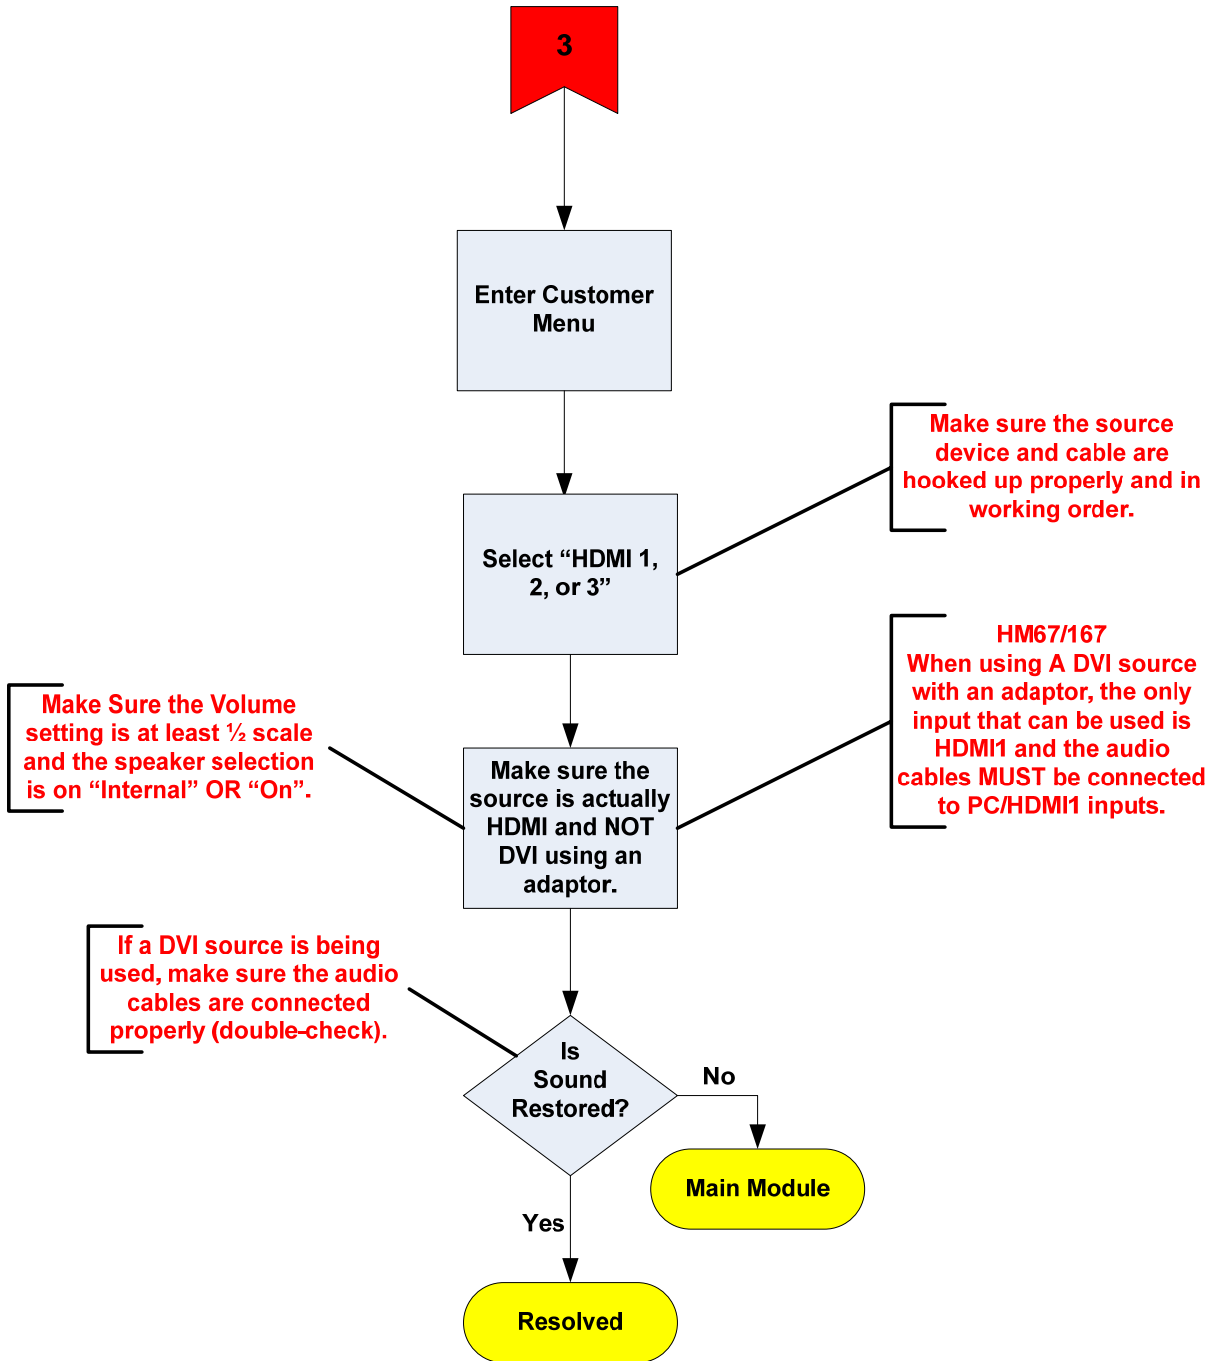 3
Enter Customer
Menu
Make sure the source
device and cable are
hooked up properly and in
working order.
Select “HDMI 1,
2, or 3”
HM67/167
When using A DVI source
with an adaptor, the only
input that can be used is
HDMI1 and the audio
cables MUST be connected
to PC/HDMI1 inputs.
Make Sure the Volume
setting is at least ½ scale
and the speaker selection
is on “Internal” OR “On”.
Make sure the
source is actually
HDMI and NOT
DVI using an
adaptor.
If a DVI source is being
used, make sure the audio
cables are connected
properly (double-check).
Is
Sound
Restored?
No
Main Module
Yes
Resolved